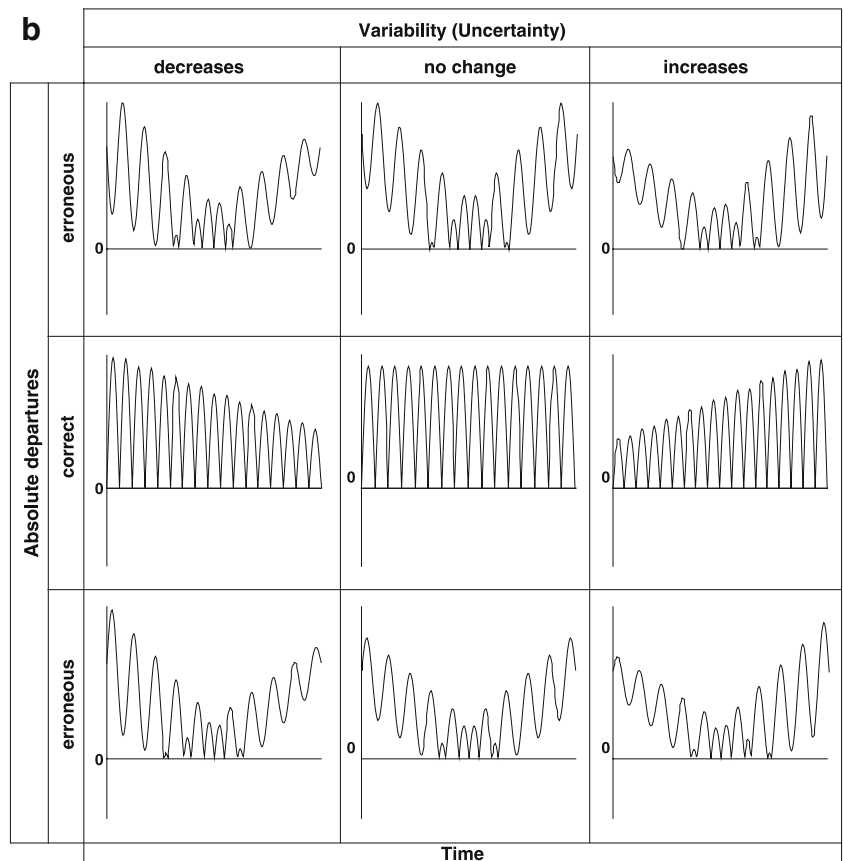 b
Variability (Uncertainty)
decreases
no change
increases
Absolute departures
erroneous
0
0
0
correct
0
0
0
erroneous
0
0
0
Time